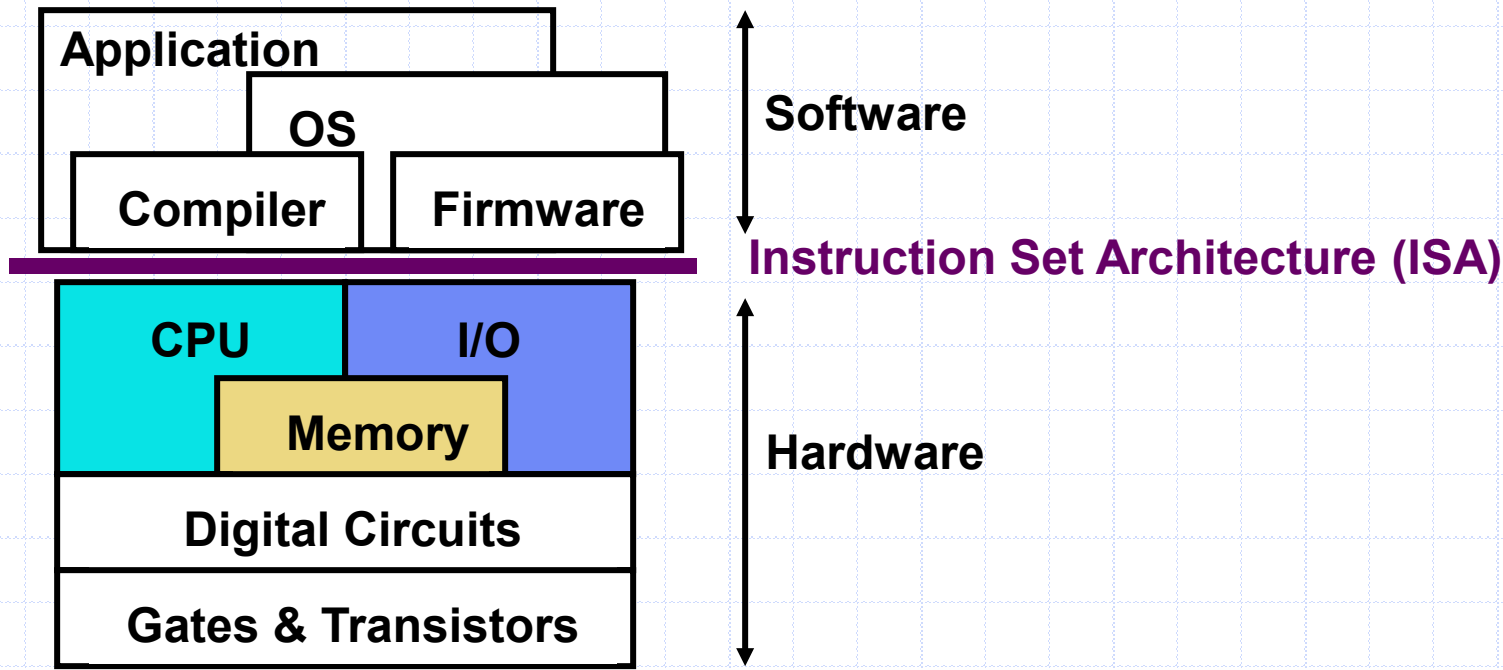 Application
OS
Compiler
Firmware
Software
Instruction Set Architecture (ISA)
CPU
I/O
Memory
Hardware
Digital Circuits
Gates & Transistors